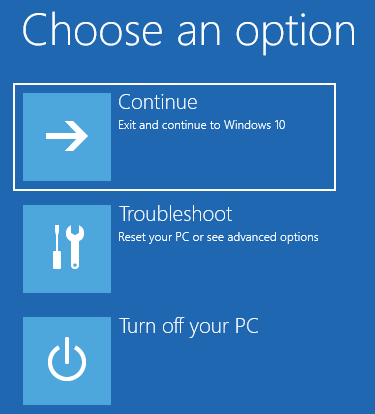 Choose an option
Continue
Exit and continue to Windows 10
Troubleshoot
Reset your PC or see advanced options
Turn off your PC